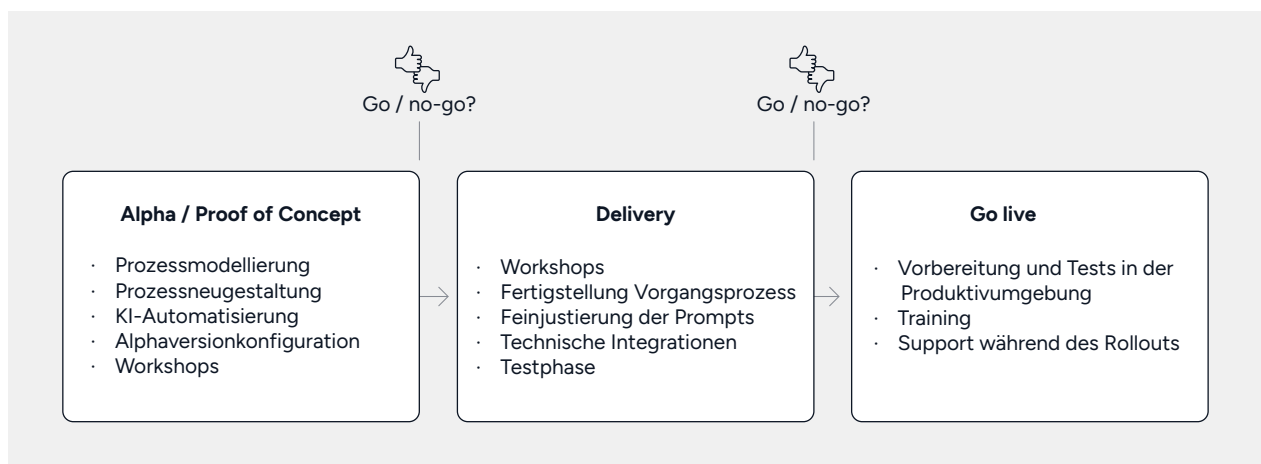 Go / no-go?
Go / no-go?
Alpha / Proof of Concept
· Prozessmodellierung
· Prozessneugestaltung
· KI-Automatisierung
· Alphaversionkonfiguration
· Workshops
Delivery
· Workshops
· Fertigstellung Vorgangsprozess
· Feinjustierung der Prompts
· Technische Integrationen
· Testphase
Go live
· Vorbereitung und Tests in der
Produktivumgebung
· Training
· Support während des Rollouts